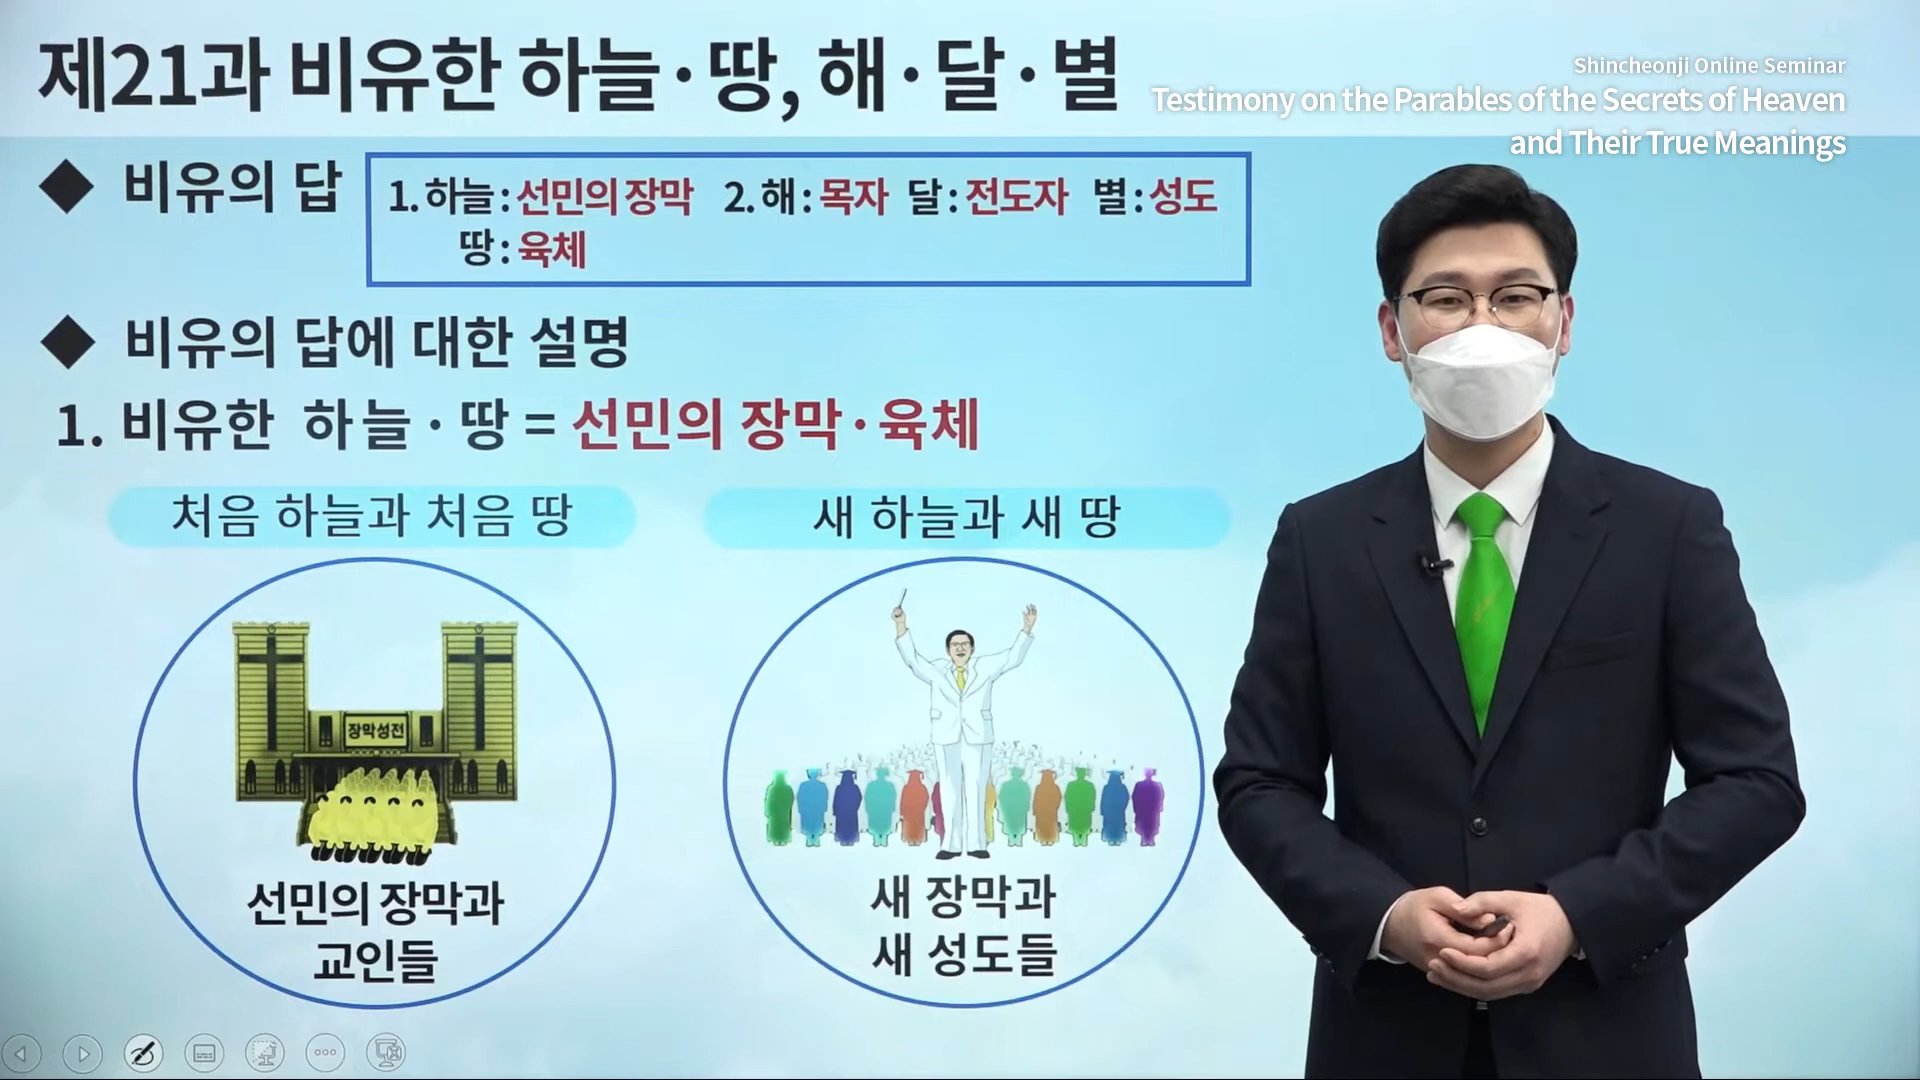 제21과 비유한 하늘·땅, 해·달·별
Shincheonji Online Seminar
Testimony on the Parables of the Secrets of Heaven
and Their True Meanings
◆ 비유의 답
1. 하늘 : 선민의 장막 2. 해 : 목자 달 : 전도자 별 : 성도
땅 : 육체
◆ 비유의 답에 대한 설명
1. 비유한 하늘 · 땅 = 선민의 장막 · 육체
처음 하늘과 처음 땅
새 하늘과 새 땅
장막성전
선민의 장막과
교인들
새 장막과
새 성도들